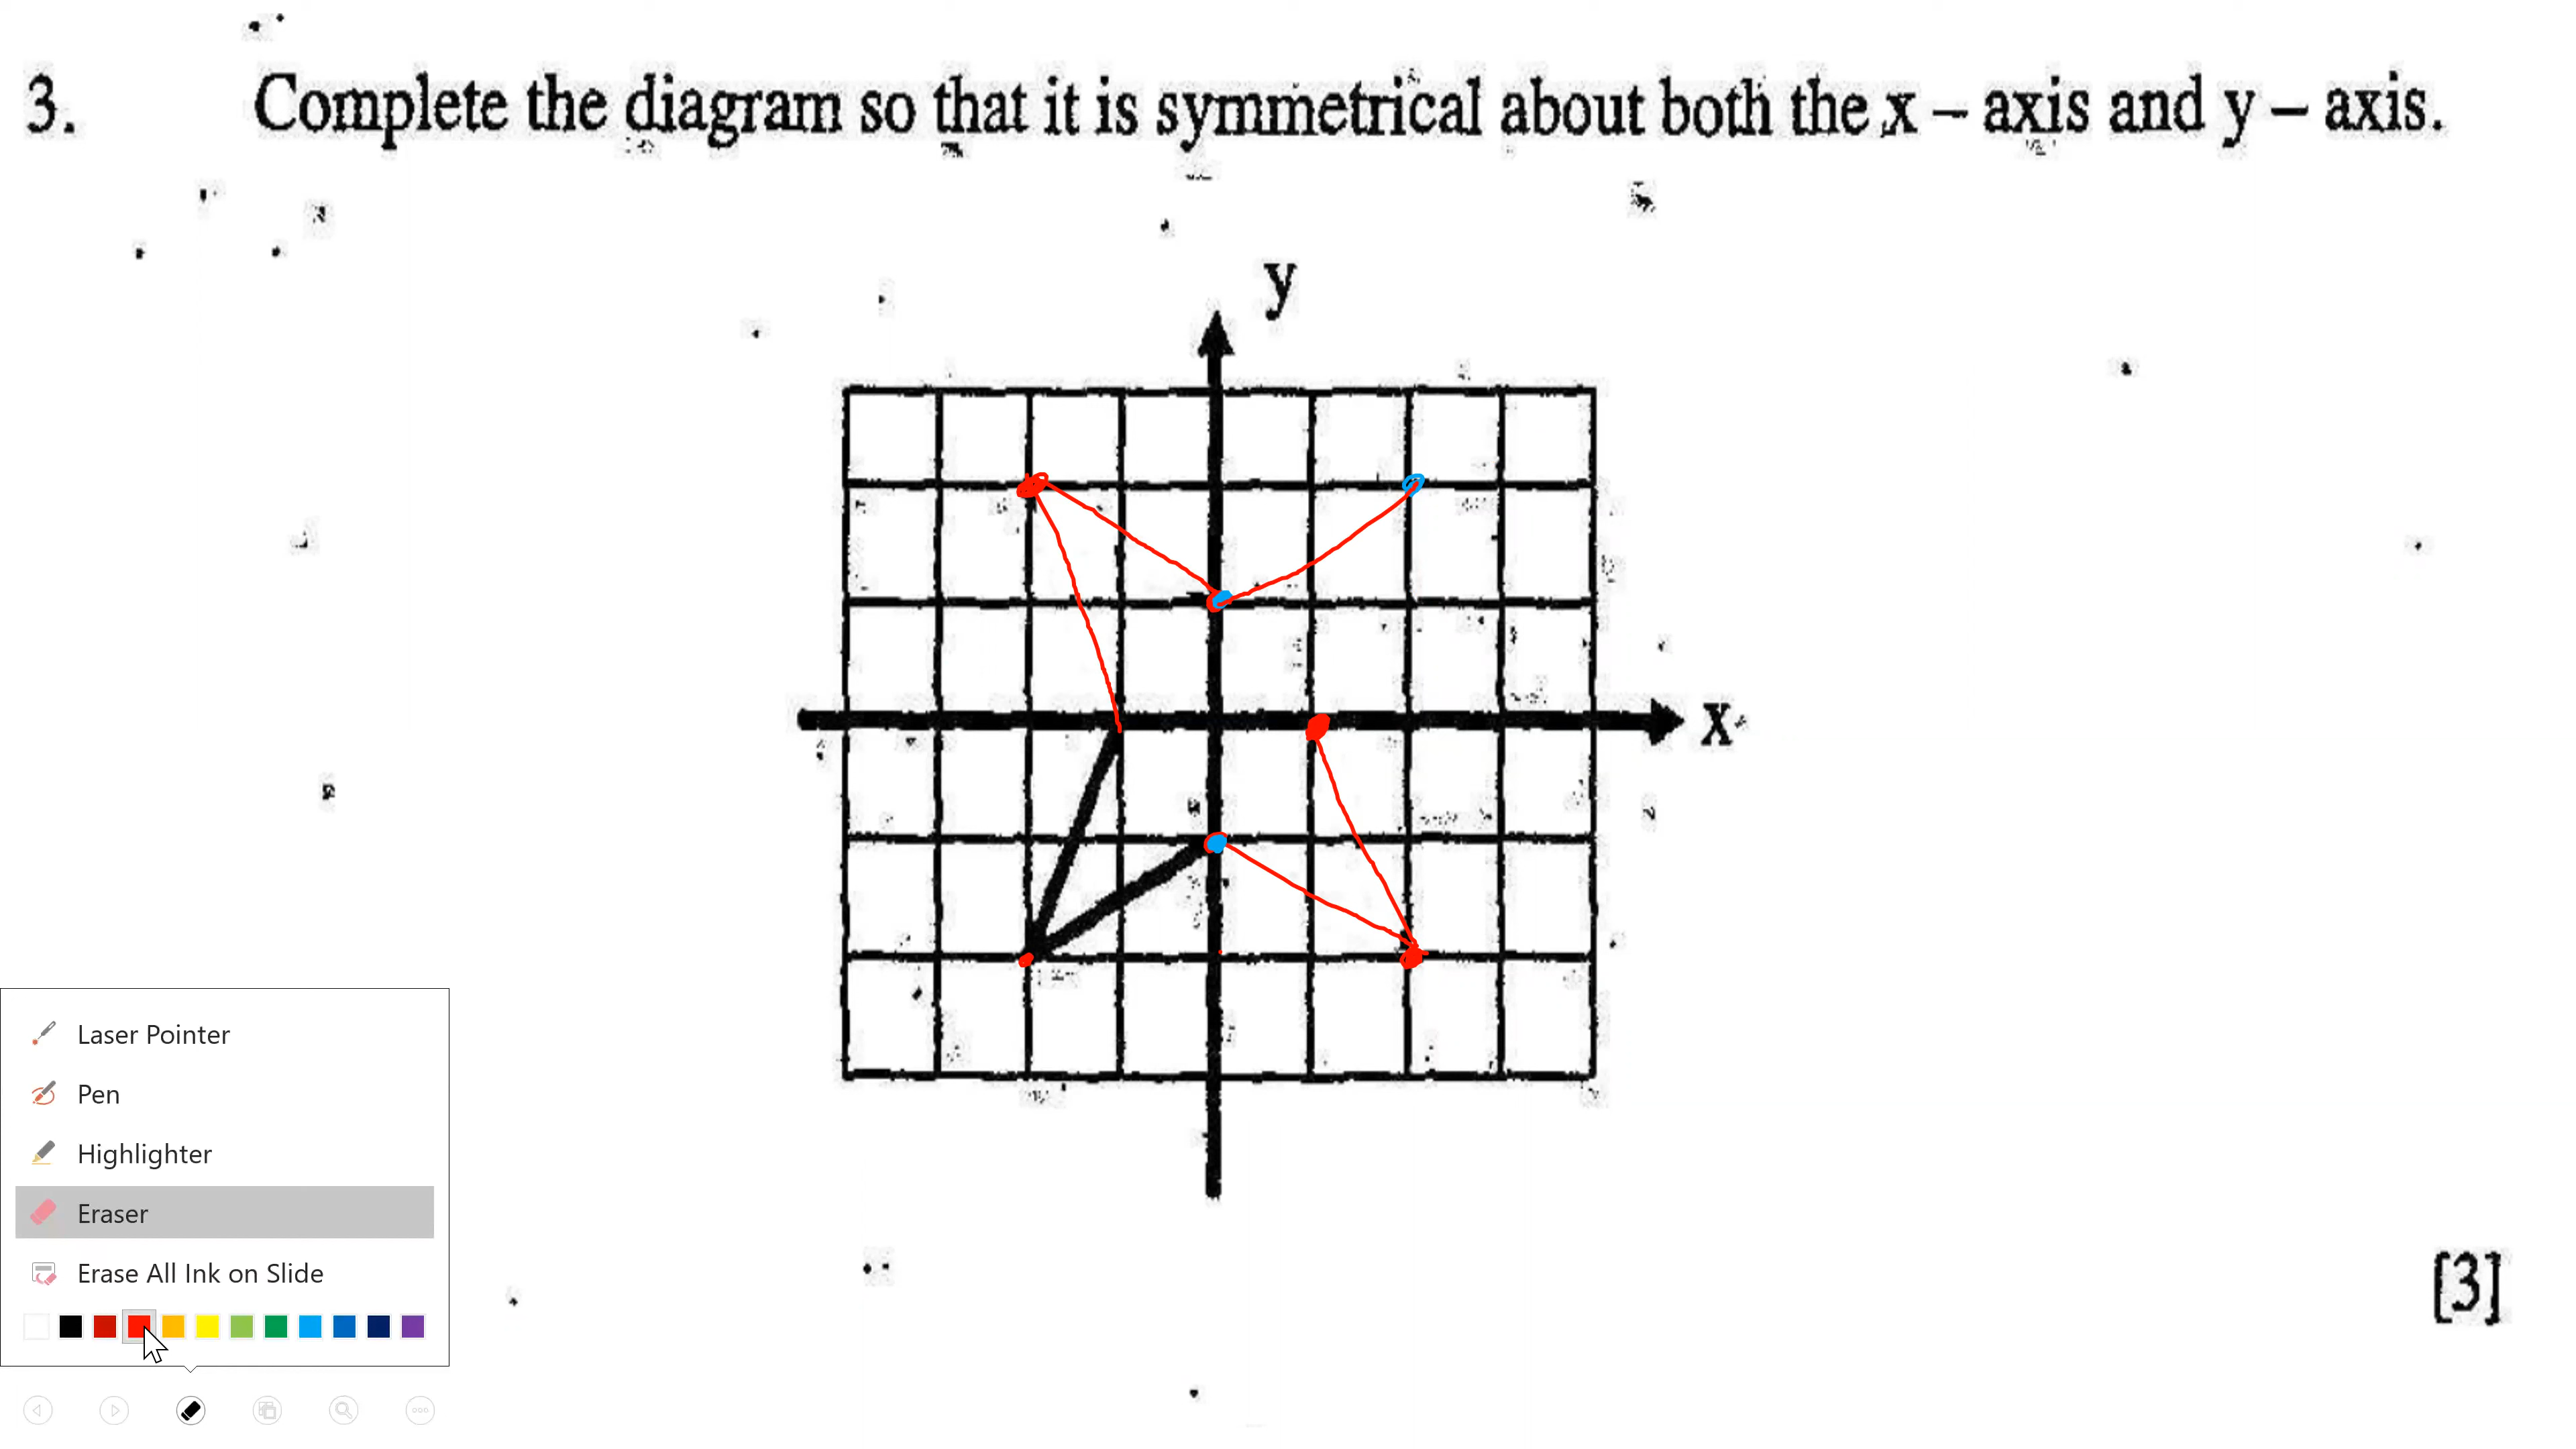 3. Complete the diagram so that it is symmetrical about both the x – axis and y – axis.
y
x
Laser Pointer
Pen
Highlighter
Eraser
Erase All Ink on Slide
[3]